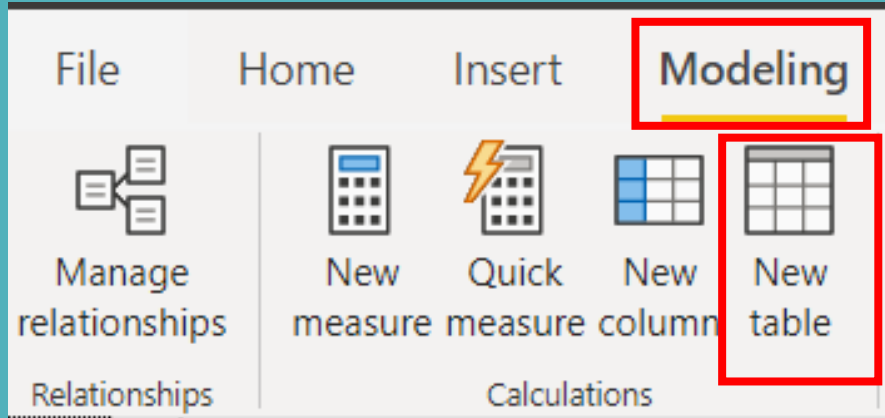 File Home Insert Modeling
Manage New Quick New New
relationships measure measure column table
Relationships Calculations